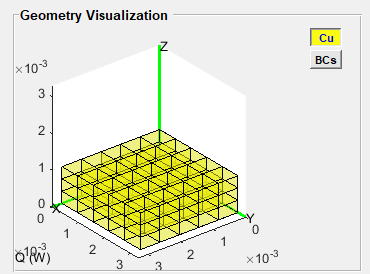 Geometry Visualization
Cu
BCs
×10⁻³
Z
3
2
1
0
X
Y
0
0
1
1
2
2
3
3
Q (W)
×10⁻³
×10⁻³